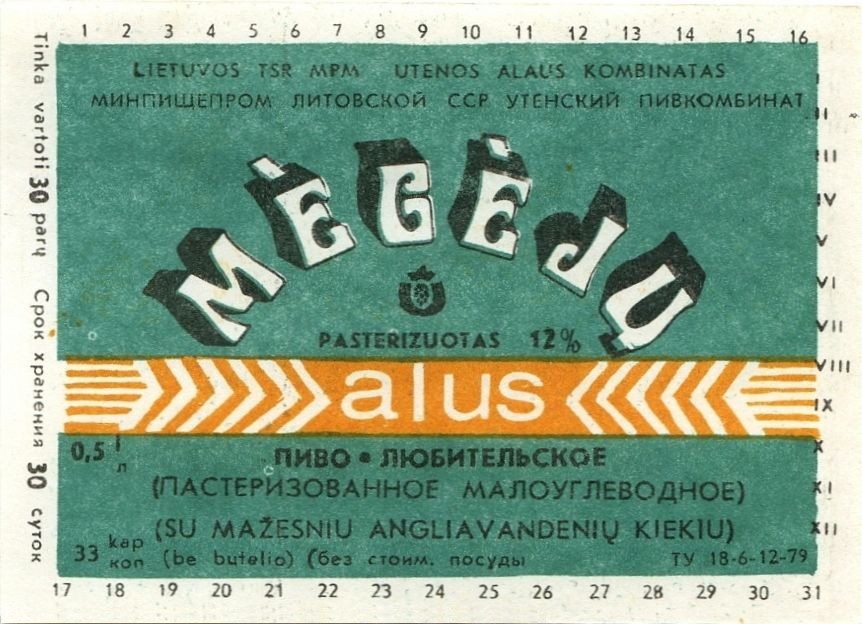 1 2 3 4 5 6 7 8 9 10 11 12 13 14 15 16
LIETUVOS TSR MPM UTENOS ALAUS KOMBINATAS
МИНПИЩЕПРОМ ЛИТОВСКОЙ ССР УТЕНСКИЙ ПИВКОМБИНАТ
MĖGĖJŲ
PASTERIZUOTAS 12%
alus
0,5 l
л
ПИВО • ЛЮБИТЕЛЬСКОЕ
(ПАСТЕРИЗОВАННОЕ МАЛОУГЛЕВОДНОЕ)
(SU MAŽESNIU ANGLIAVANDENIŲ KIEKIU)
33 kap
коп
(be butelio) (без стоим. посуды
ТУ 18-6-12-79
17 18 19 20 21 22 23 24 25 26 27 28 29 30 31
Tinka vartoti 30 parų Срок хранения 30 суток
I
II
III
IV
V
VI
VII
VIII
IX
X
XI
XII